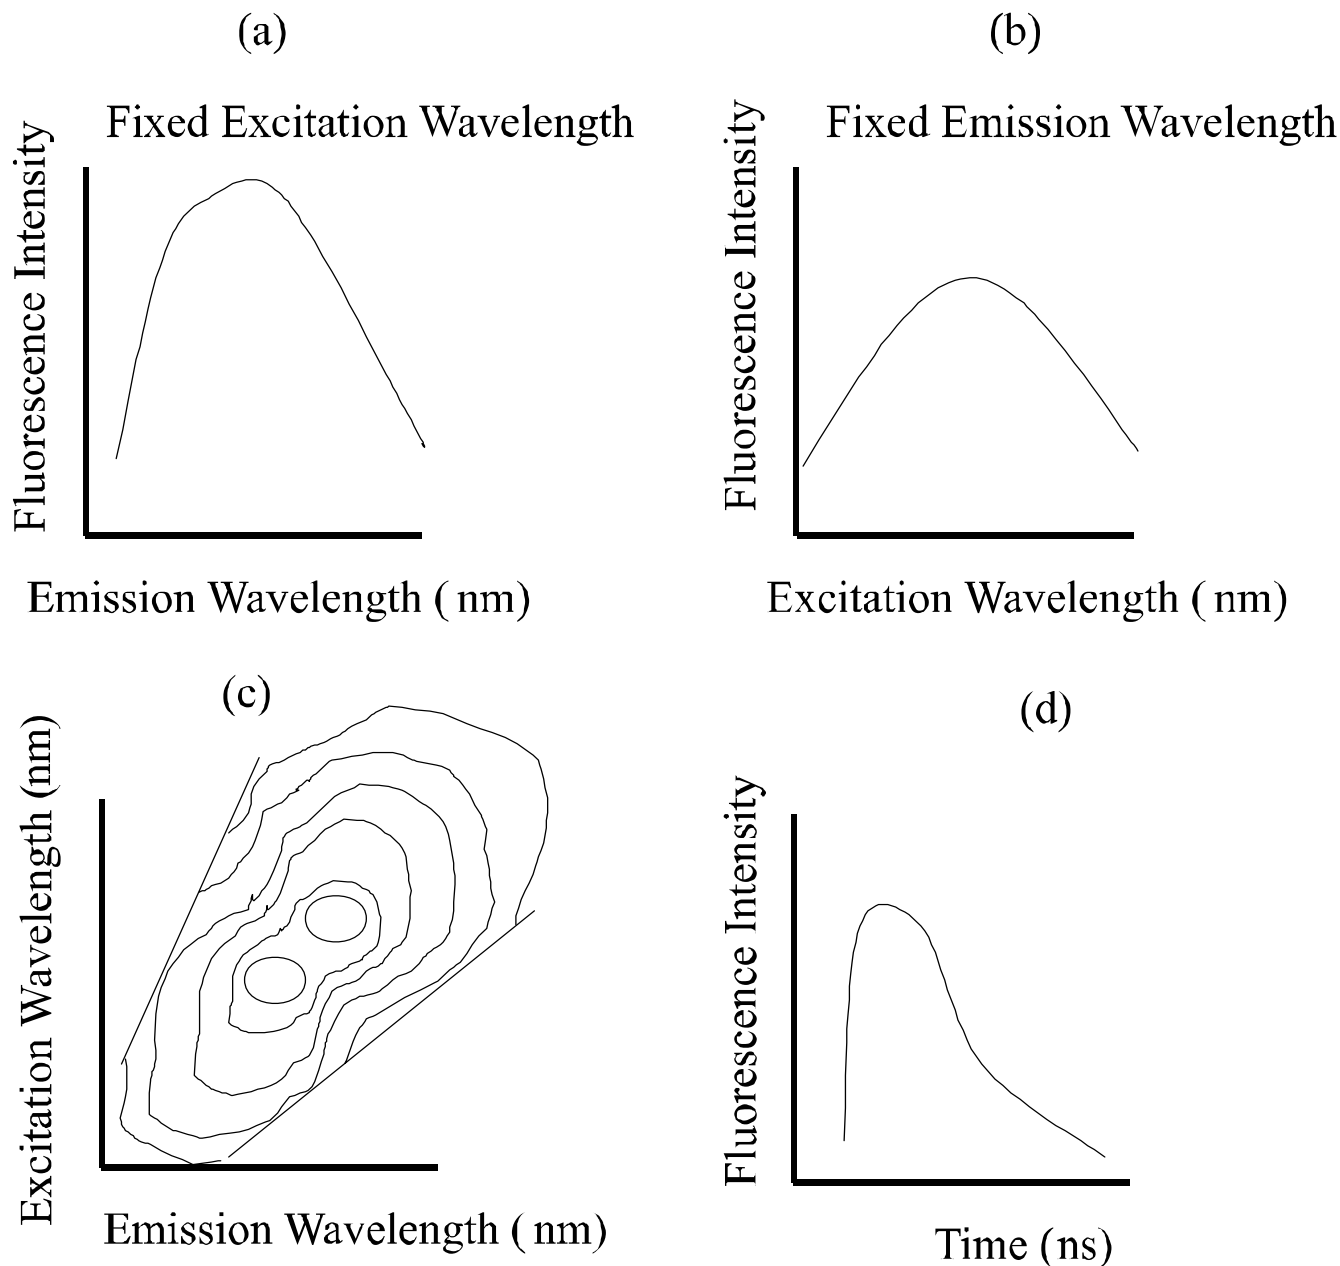 (a)
Fixed Excitation Wavelength
Fluorescence Intensity
Emission Wavelength ( nm)
(b)
Fixed Emission Wavelength
Fluorescence Intensity
Excitation Wavelength ( nm)
(c)
Excitation Wavelength (nm)
Emission Wavelength ( nm)
(d)
Fluorescence Intensity
Time (ns)